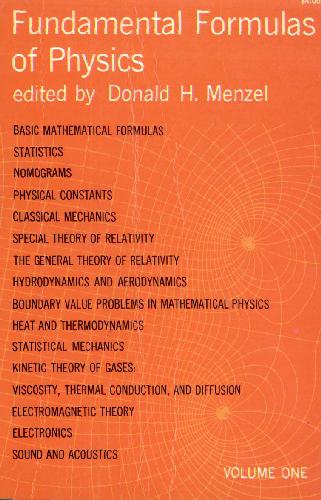 Fundamental Formulas
of Physics
edited by Donald H. Menzel
BASIC MATHEMATICAL FORMULAS
STATISTICS
NOMOGRAMS
PHYSICAL CONSTANTS
CLASSICAL MECHANICS
SPECIAL THEORY OF RELATIVITY
THE GENERAL THEORY OF RELATIVITY
HYDRODYNAMICS AND AERODYNAMICS
BOUNDARY VALUE PROBLEMS IN MATHEMATICAL PHYSICS
HEAT AND THERMODYNAMICS
STATISTICAL MECHANICS
KINETIC THEORY OF GASES:
VISCOSITY, THERMAL CONDUCTION, AND DIFFUSION
ELECTROMAGNETIC THEORY
ELECTRONICS
SOUND AND ACOUSTICS
VOLUME ONE